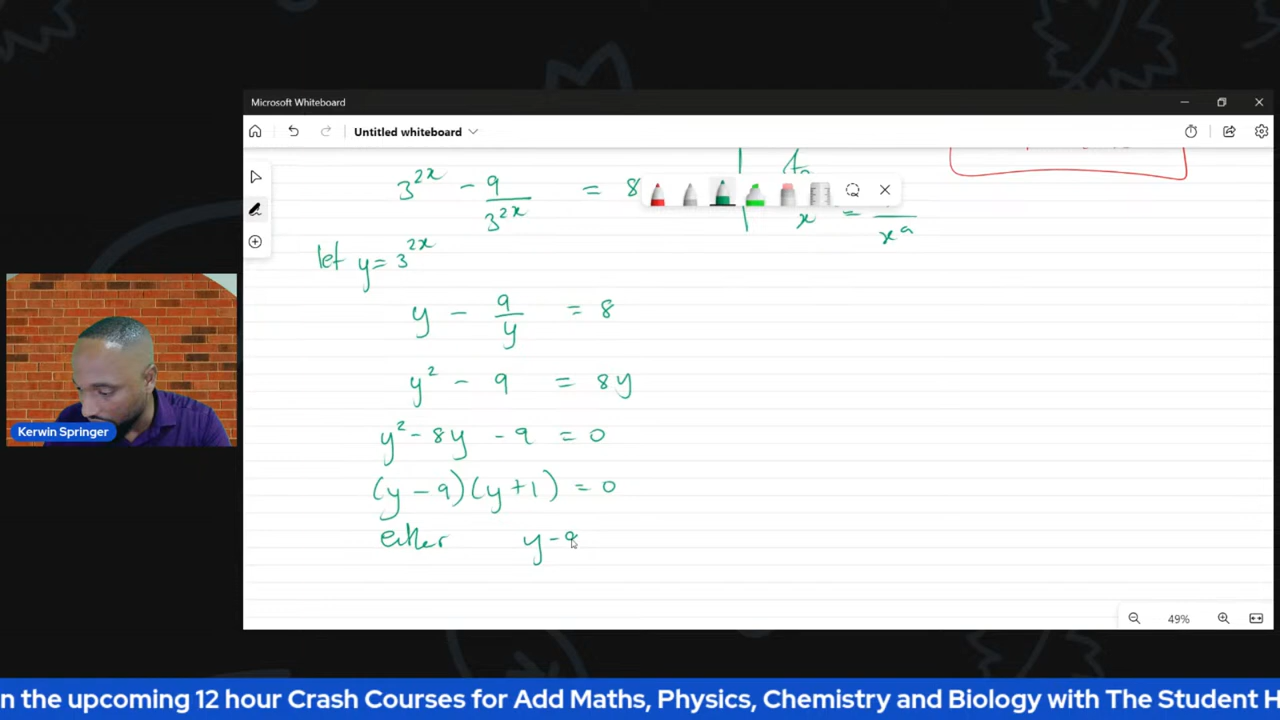 Microsoft Whiteboard
Untitled whiteboard
3^{2x} - 9/3^{2x} = 8
let y = 3^{2x}
y - 9/y = 8
y² - 9 = 8y
y² - 8y - 9 = 0
(y - 9)(y + 1) = 0
either y - 9
x =
x^a
Kerwin Springer
49%
n the upcoming 12 hour Crash Courses for Add Maths, Physics, Chemistry and Biology with The Student H